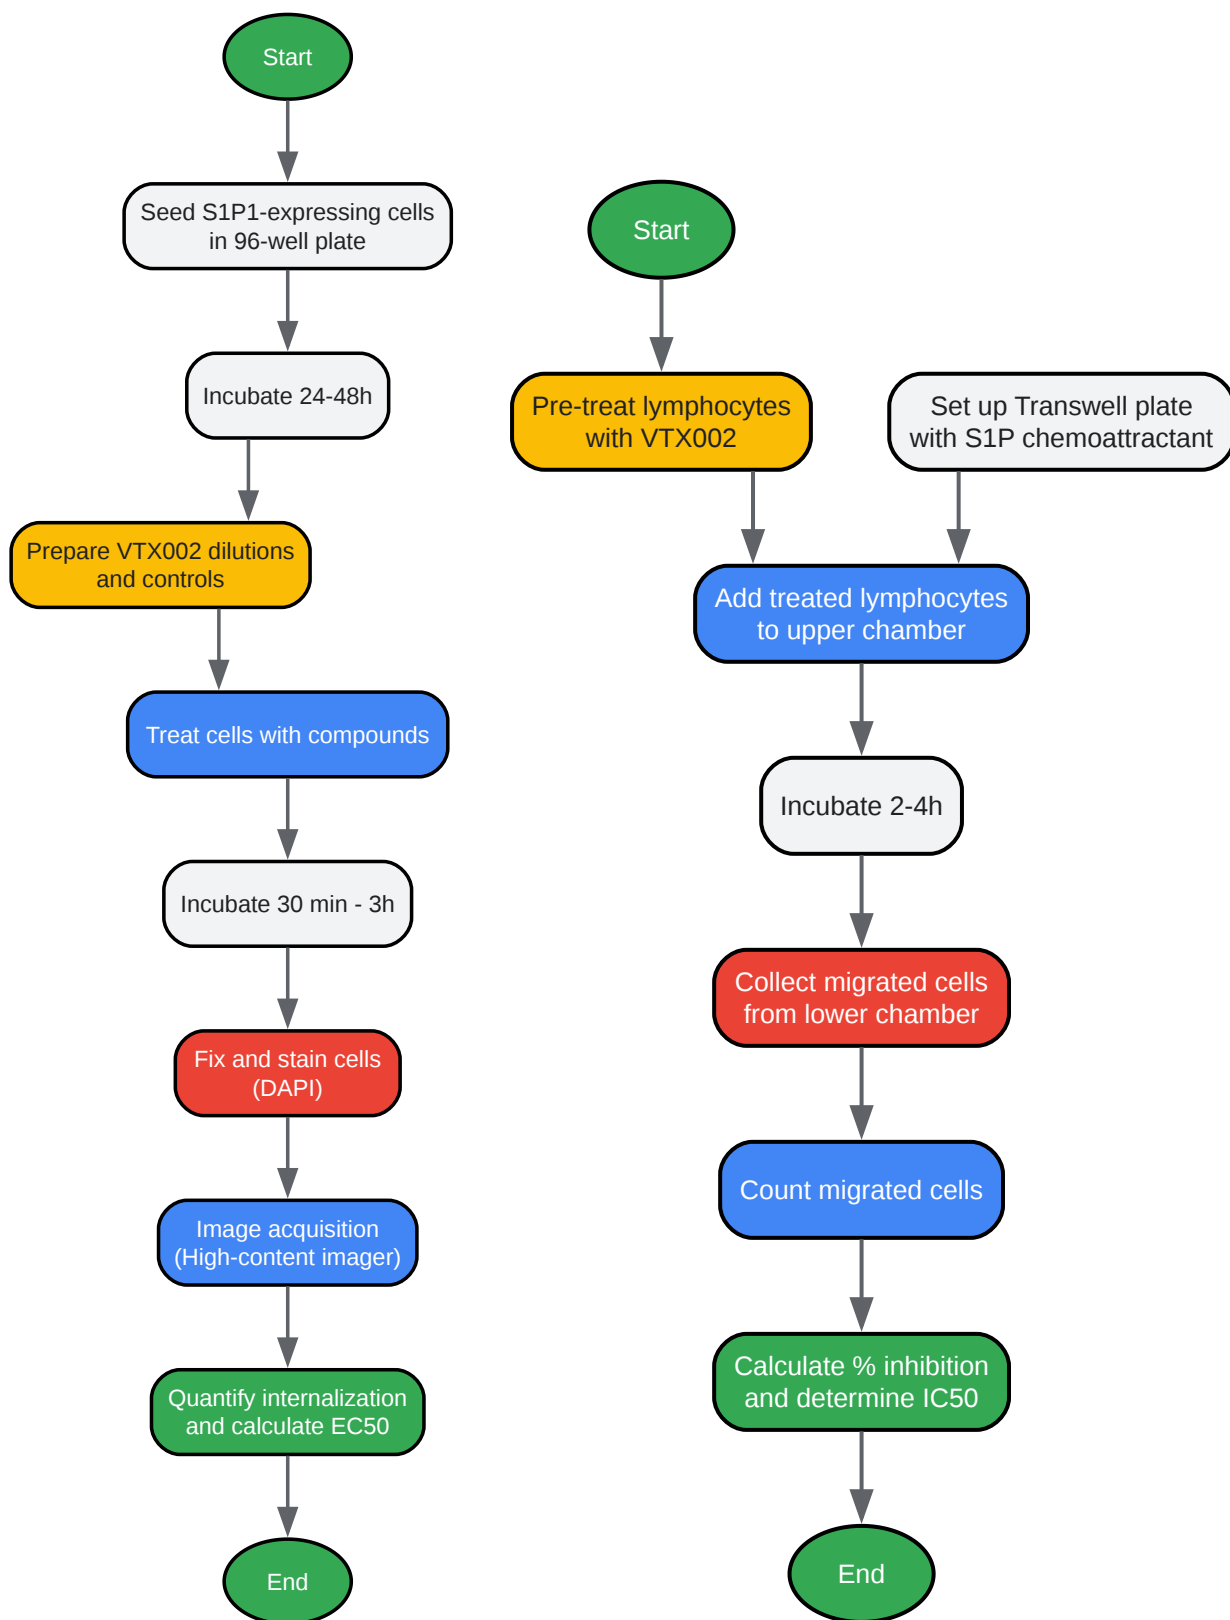 Start
Seed S1P1-expressing cells
in 96-well plate
Incubate 24-48h
Prepare VTX002 dilutions
and controls
Treat cells with compounds
Incubate 30 min - 3h
Fix and stain cells
(DAPI)
Image acquisition
(High-content imager)
Quantify internalization
and calculate EC50
End
Start
Pre-treat lymphocytes
with VTX002
Set up Transwell plate
with S1P chemoattractant
Add treated lymphocytes
to upper chamber
Incubate 2-4h
Collect migrated cells
from lower chamber
Count migrated cells
Calculate % inhibition
and determine IC50
End